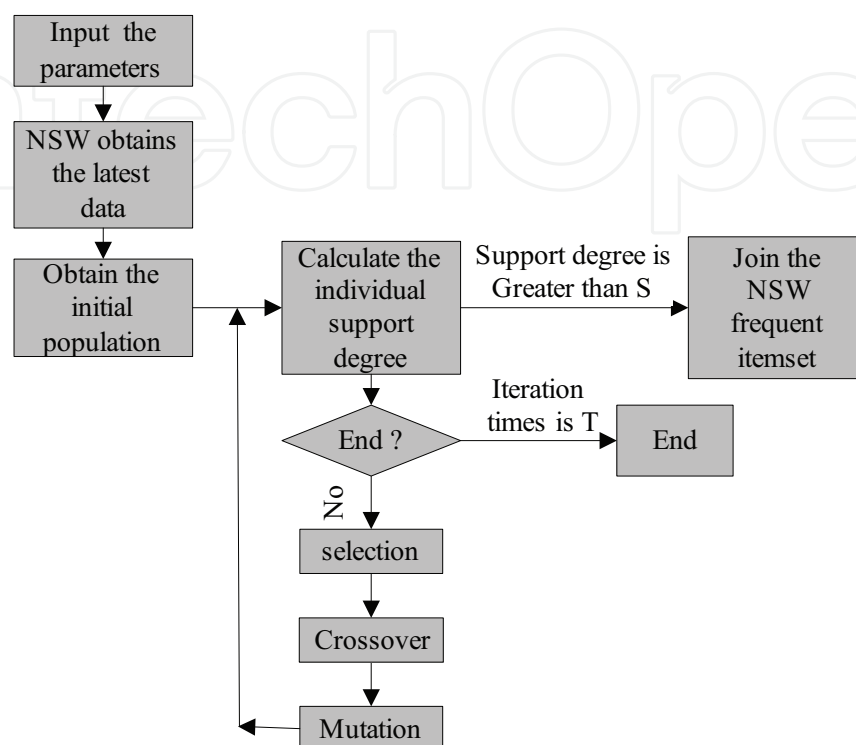 Input the
parameters
NSW obtains
the latest
data
Obtain the
initial
population
Calculate the
individual
support
degree
Support degree is
Greater than S
Join the
NSW
frequent
itemset
End ?
Iteration
times is T
End
No
selection
Crossover
Mutation